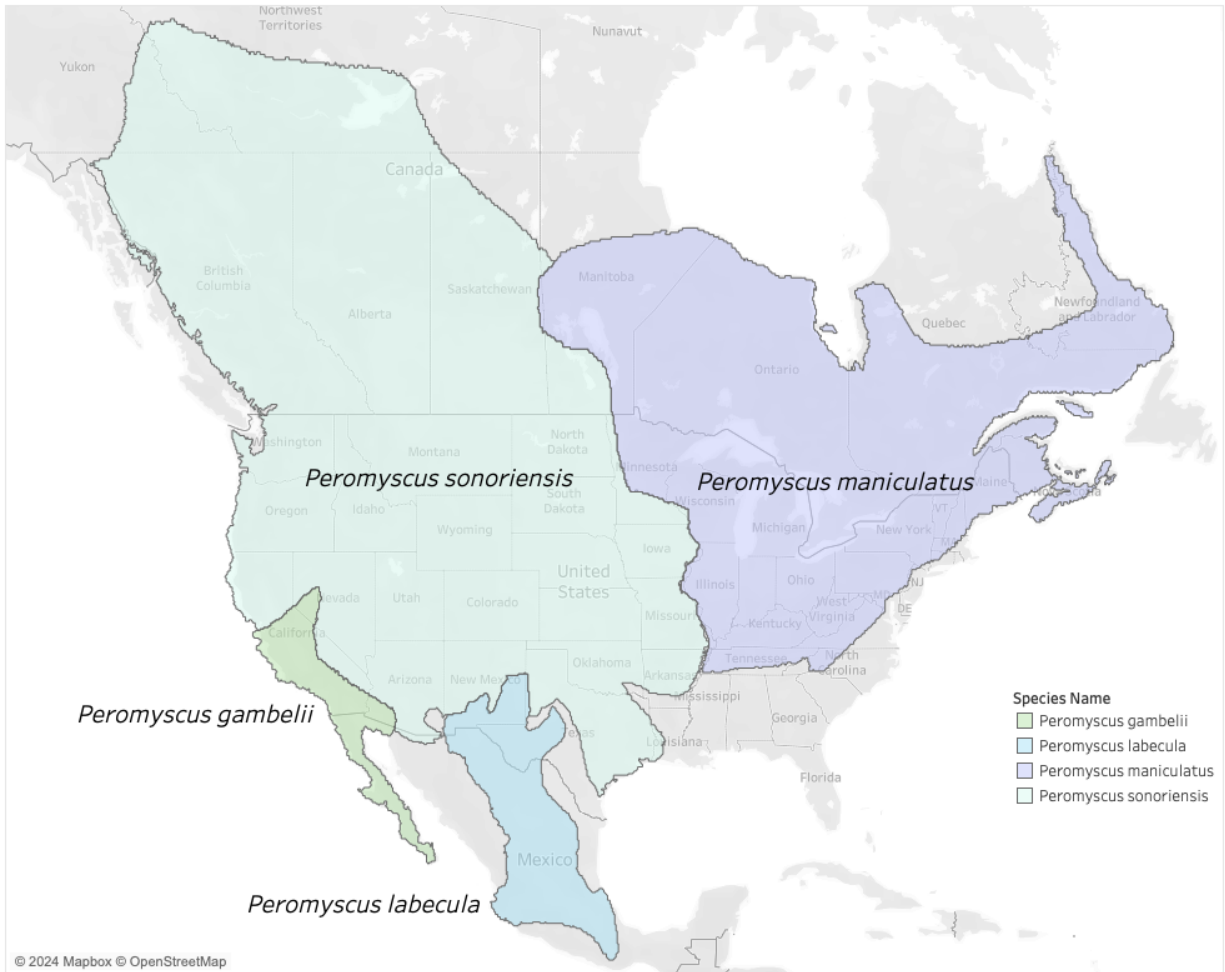 Northwest
Territories
Nunavut
Yukon
Canada
British
Columbia
Alberta
Saskatchewan
Manitoba
Ontario
Quebec
Newfoundland
and Labrador
Washington
Montana
North
Dakota
Minnesota
Peromyscus sonoriensis
Peromyscus maniculatus
Maine
Oregon
Idaho
South
Dakota
Wyoming
Wisconsin
Michigan
New York
VT
MA
Iowa
United
States
Nevada
Utah
Colorado
Illinois
Ohio
West
Virginia
MD
NJ
DE
Missouri
Kentucky
California
Arizona
New Mexico
Oklahoma
Arkansas
Tennessee
North
Carolina
Mississippi
Georgia
Texas
Louisiana
Florida
Peromyscus gambelii
Mexico
Peromyscus labecula
Species Name
Peromyscus gambelii
Peromyscus labecula
Peromyscus maniculatus
Peromyscus sonoriensis
© 2024 Mapbox © OpenStreetMap